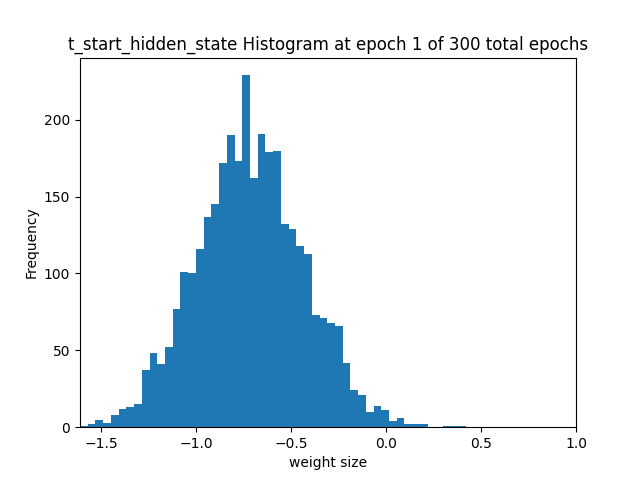 t_start_hidden_state Histogram at epoch 1 of 300 total epochs
200
150
100
50
0
Frequency
−1.5 −1.0 −0.5 0.0 0.5 1.0
weight size